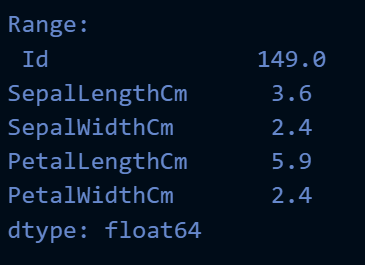 Range:
 Id               149.0
SepalLengthCm      3.6
SepalWidthCm       2.4
PetalLengthCm      5.9
PetalWidthCm       2.4
dtype: float64